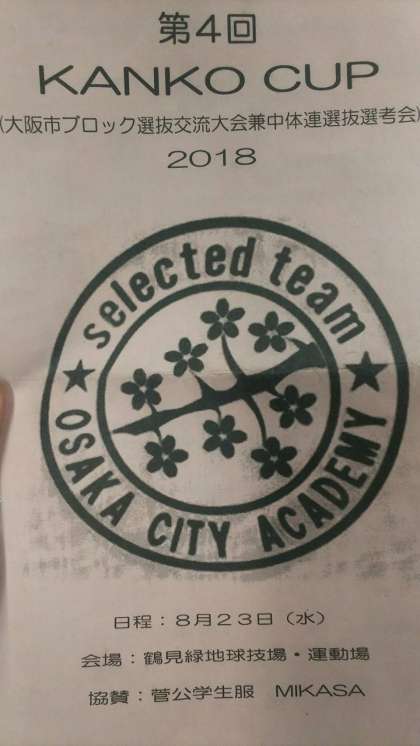 第4回
KANKO CUP
(大阪市ブロック選抜交流大会兼中体連選抜選考会)
2018
selected team
★ ★
OSAKA CITY ACADEMY
日程：8月23日（水）
会場：鶴見緑地球技場・運動場
協賛：菅公学生服 MIKASA